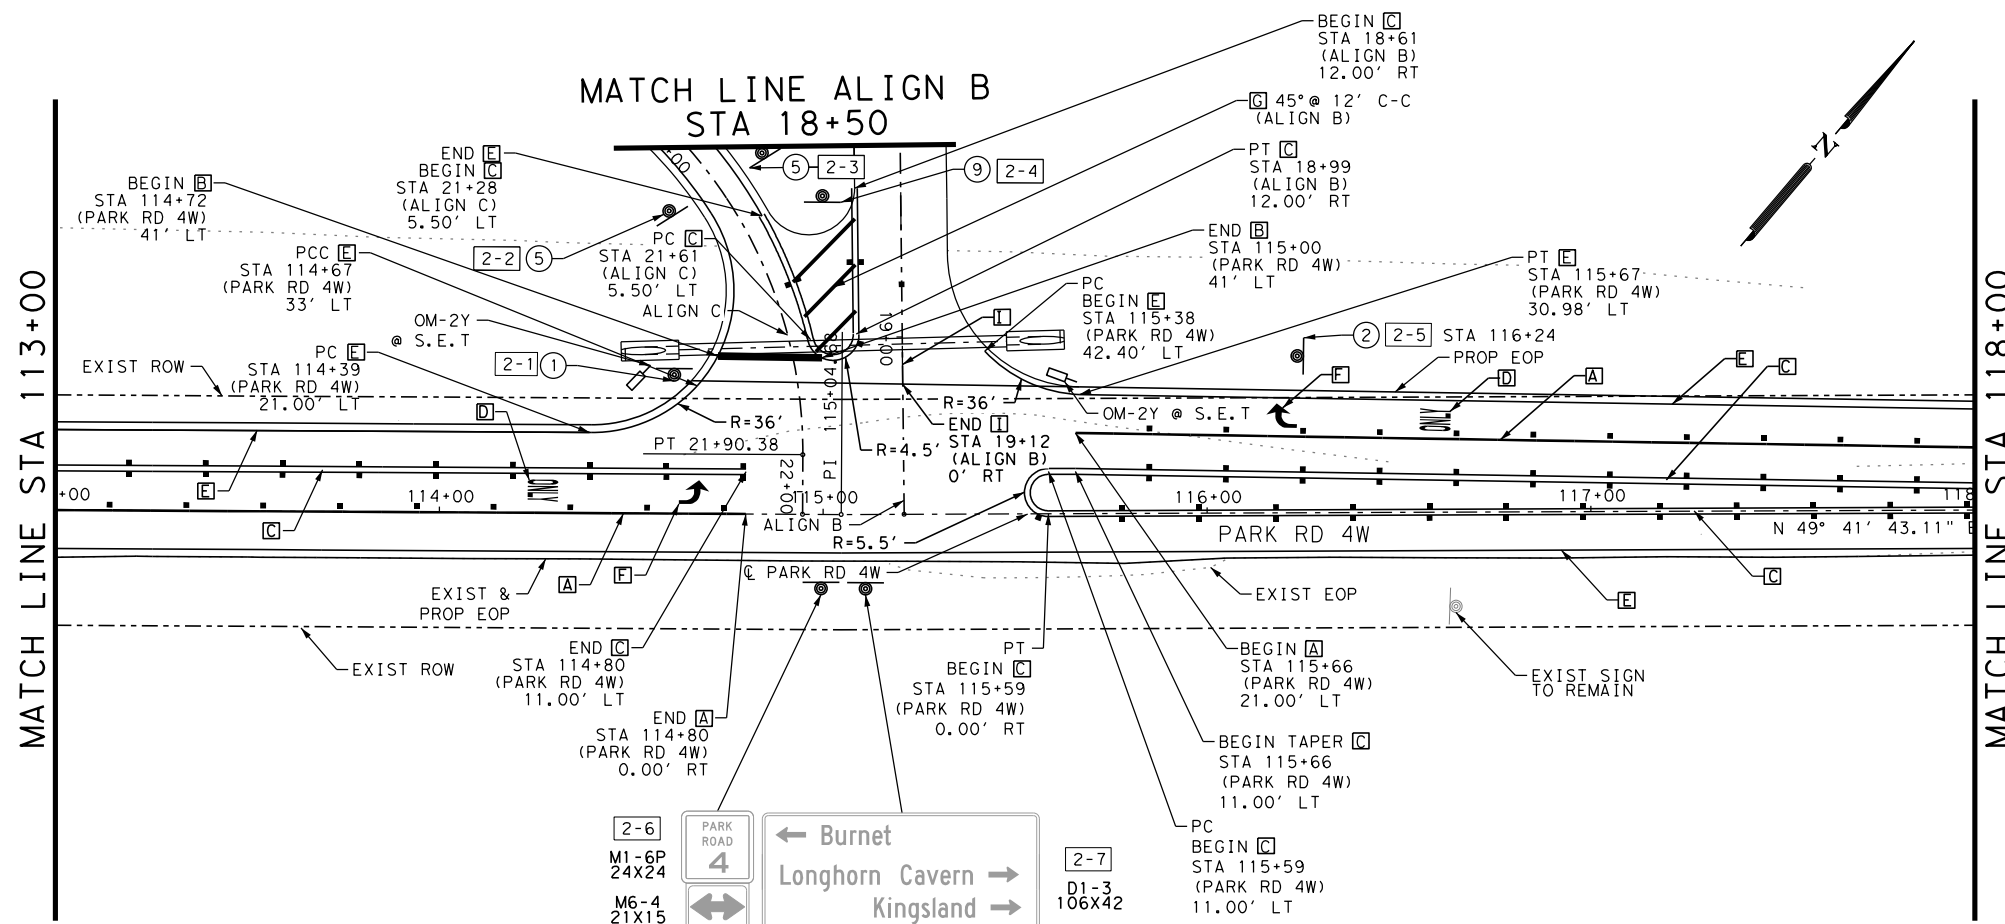 MATCH LINE ALIGN B
STA 18+50
BEGIN C
STA 18+61
(ALIGN B)
12.00' RT
G 45° @ 12' C-C
(ALIGN B)
PT C
STA 18+99
(ALIGN B)
12.00' RT
END B
STA 115+00
(PARK RD 4W)
41' LT
PC
BEGIN E
STA 115+38
(PARK RD 4W)
42.40' LT
PT E
STA 115+67
(PARK RD 4W)
30.98' LT
N
END E
BEGIN C
STA 21+28
(ALIGN C)
5.50' LT
BEGIN B
STA 114+72
(PARK RD 4W)
41' LT
PCC E
STA 114+67
(PARK RD 4W)
33' LT
PC C
STA 21+61
(ALIGN C)
5.50' LT
ALIGN C
5 2-3
9 2-4
2-2 5
OM-2Y
@ S.E.T
2-1 1
PC E
STA 114+39
(PARK RD 4W)
21.00' LT
EXIST ROW
2 2-5 STA 116+24
PROP EOP
I
F
D
A
E
C
R=36'
OM-2Y @ S.E.T
END I
STA 19+12
(ALIGN B)
0' RT
R=4.5'
R=36'
PT 21+90.38
PI 115+04.68
19+00
22+00
D
E
C
+00
114+00
115+00
116+00
117+00
118
ALIGN B
R=5.5'
PARK RD 4W
N 49° 41' 43.11" E
℄ PARK RD 4W
EXIST &
PROP EOP
A
F
EXIST EOP
C
E
EXIST ROW
END C
STA 114+80
(PARK RD 4W)
11.00' LT
END A
STA 114+80
(PARK RD 4W)
0.00' RT
PT
BEGIN C
STA 115+59
(PARK RD 4W)
0.00' RT
BEGIN A
STA 115+66
(PARK RD 4W)
21.00' LT
EXIST SIGN
TO REMAIN
BEGIN TAPER C
STA 115+66
(PARK RD 4W)
11.00' LT
PC
BEGIN C
STA 115+59
(PARK RD 4W)
11.00' LT
2-6
M1-6P
24X24
M6-4
21X15
PARK
ROAD
4
Burnet
Longhorn Cavern
Kingsland
2-7
D1-3
106X42
MATCH LINE STA 113+00
MATCH LINE STA 118+00